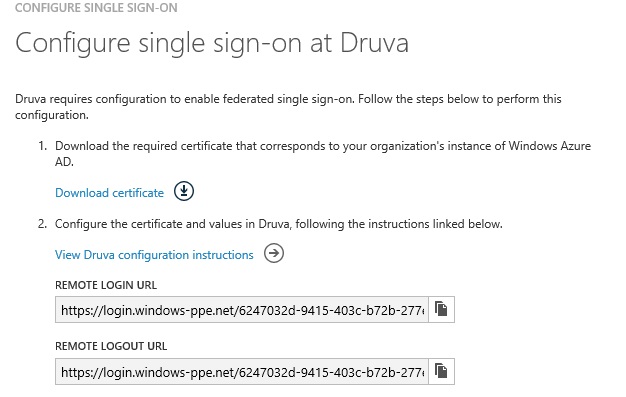 CONFIGURE SINGLE SIGN-ON
Configure single sign-on at Druva
Druva requires configuration to enable federated single sign-on. Follow the steps below to perform this
configuration.
1. Download the required certificate that corresponds to your organization's instance of Windows Azure
AD.
Download certificate
2. Configure the certificate and values in Druva, following the instructions linked below.
View Druva configuration instructions
REMOTE LOGIN URL
https://login.windows-ppe.net/6247032d-9415-403c-b72b-277e
REMOTE LOGOUT URL
https://login.windows-ppe.net/6247032d-9415-403c-b72b-277e